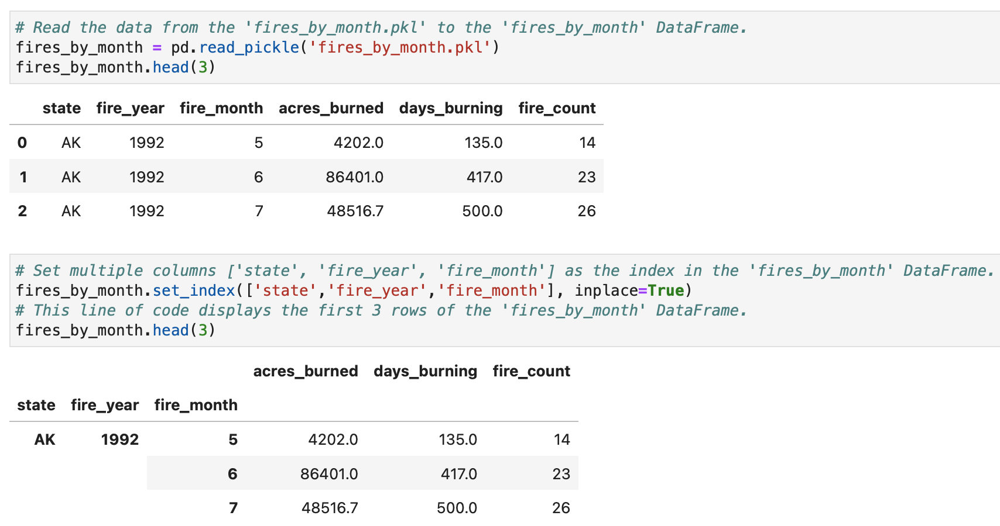 # Read the data from the 'fires_by_month.pkl' to the 'fires_by_month' DataFrame.
fires_by_month = pd.read_pickle('fires_by_month.pkl')
fires_by_month.head(3)
state fire_year fire_month acres_burned days_burning fire_count
0 AK 1992 5 4202.0 135.0 14
1 AK 1992 6 86401.0 417.0 23
2 AK 1992 7 48516.7 500.0 26
# Set multiple columns ['state', 'fire_year', 'fire_month'] as the index in the 'fires_by_month' DataFrame.
fires_by_month.set_index(['state','fire_year','fire_month'], inplace=True)
# This line of code displays the first 3 rows of the 'fires_by_month' DataFrame.
fires_by_month.head(3)
acres_burned days_burning fire_count
state fire_year fire_month
AK 1992 5 4202.0 135.0 14
6 86401.0 417.0 23
7 48516.7 500.0 26